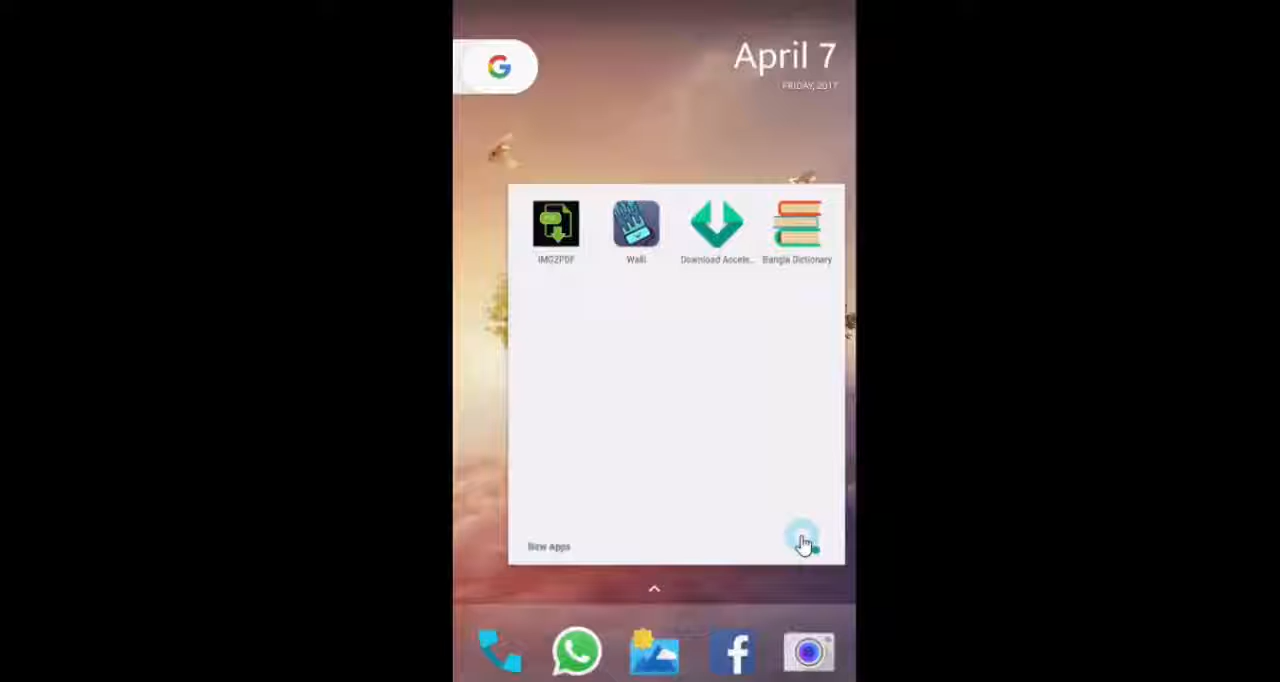 G
April 7
FRIDAY, 2017
IMG2PDF
Walli
Download Accele...
Bangla Dictionary
New Apps